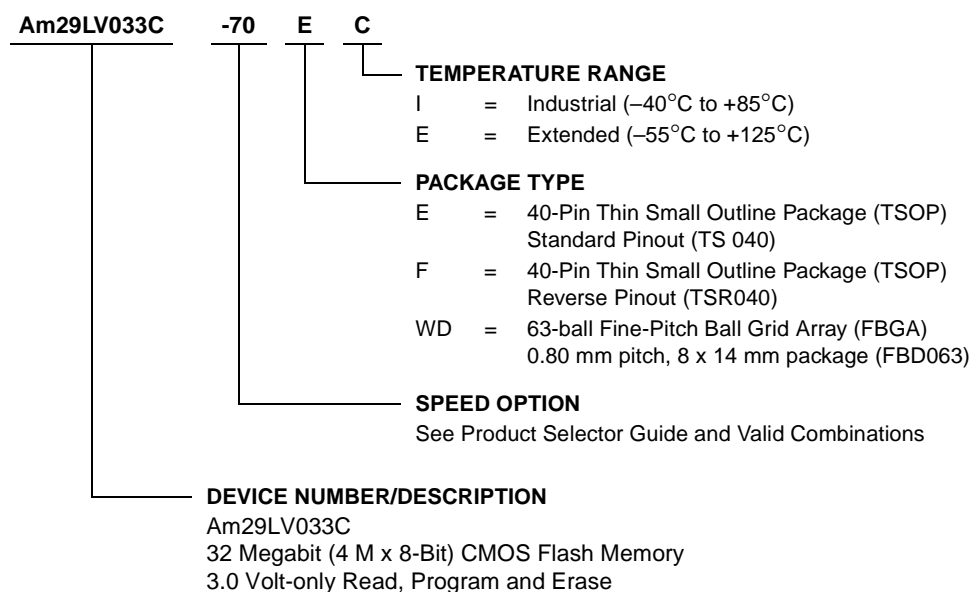 Am29LV033C -70 E C
TEMPERATURE RANGE
I = Industrial (–40°C to +85°C)
E = Extended (–55°C to +125°C)
PACKAGE TYPE
E = 40-Pin Thin Small Outline Package (TSOP)
Standard Pinout (TS 040)
F = 40-Pin Thin Small Outline Package (TSOP)
Reverse Pinout (TSR040)
WD = 63-ball Fine-Pitch Ball Grid Array (FBGA)
0.80 mm pitch, 8 x 14 mm package (FBD063)
SPEED OPTION
See Product Selector Guide and Valid Combinations
DEVICE NUMBER/DESCRIPTION
Am29LV033C
32 Megabit (4 M x 8-Bit) CMOS Flash Memory
3.0 Volt-only Read, Program and Erase